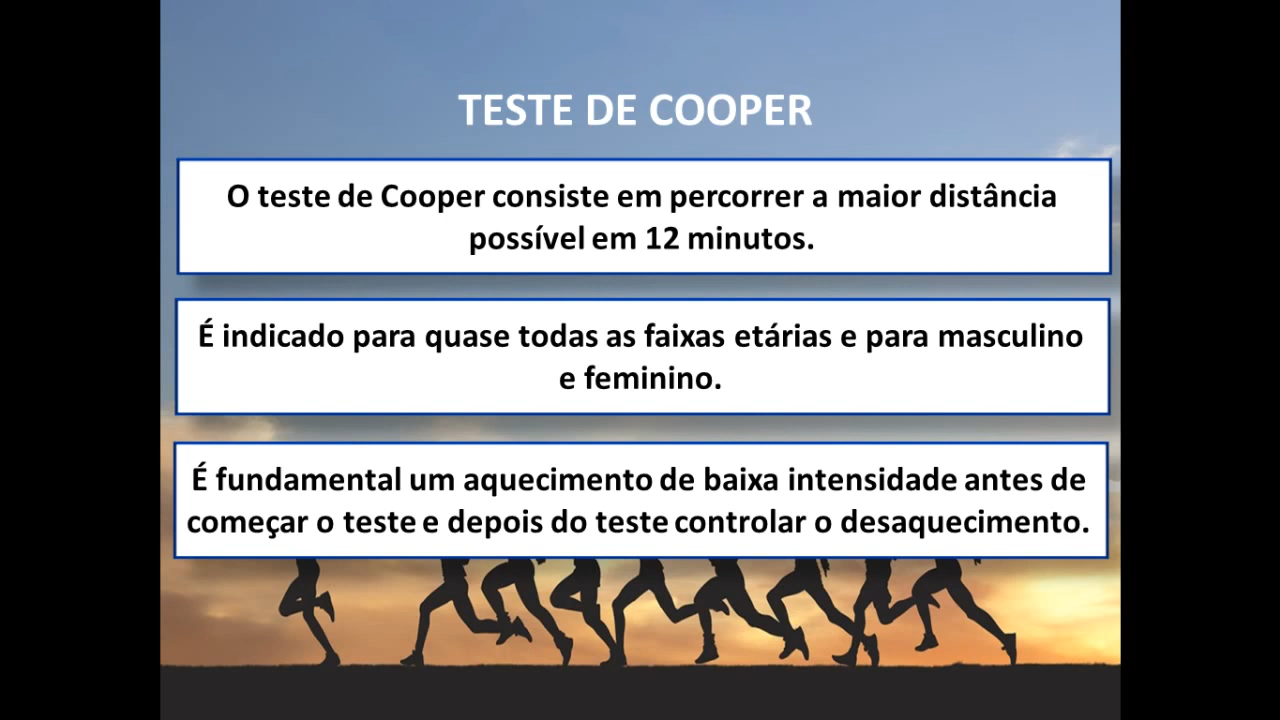 TESTE DE COOPER
O teste de Cooper consiste em percorrer a maior distância
possível em 12 minutos.
É indicado para quase todas as faixas etárias e para masculino
e feminino.
É fundamental um aquecimento de baixa intensidade antes de
começar o teste e depois do teste controlar o desaquecimento.